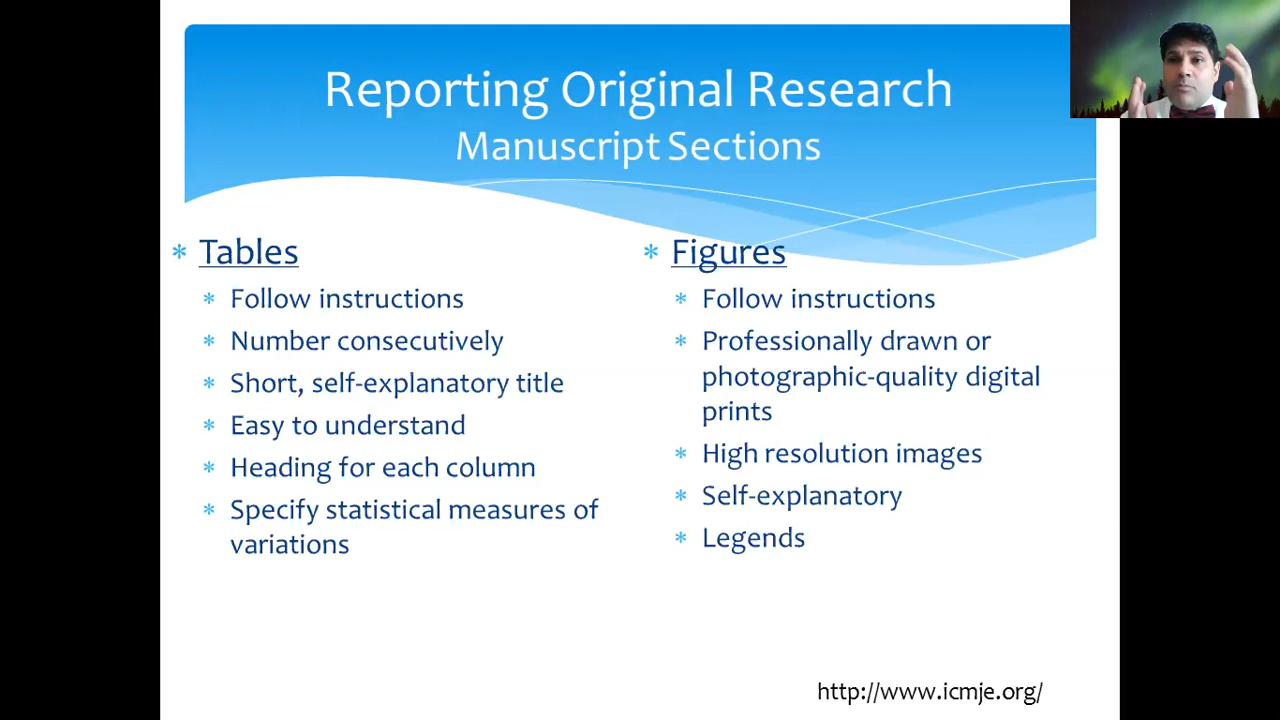 Reporting Original Research
Manuscript Sections
* Tables
* Follow instructions
* Number consecutively
* Short, self-explanatory title
* Easy to understand
* Heading for each column
* Specify statistical measures of
variations
* Figures
* Follow instructions
* Professionally drawn or
photographic-quality digital
prints
* High resolution images
* Self-explanatory
* Legends
http://www.icmje.org/